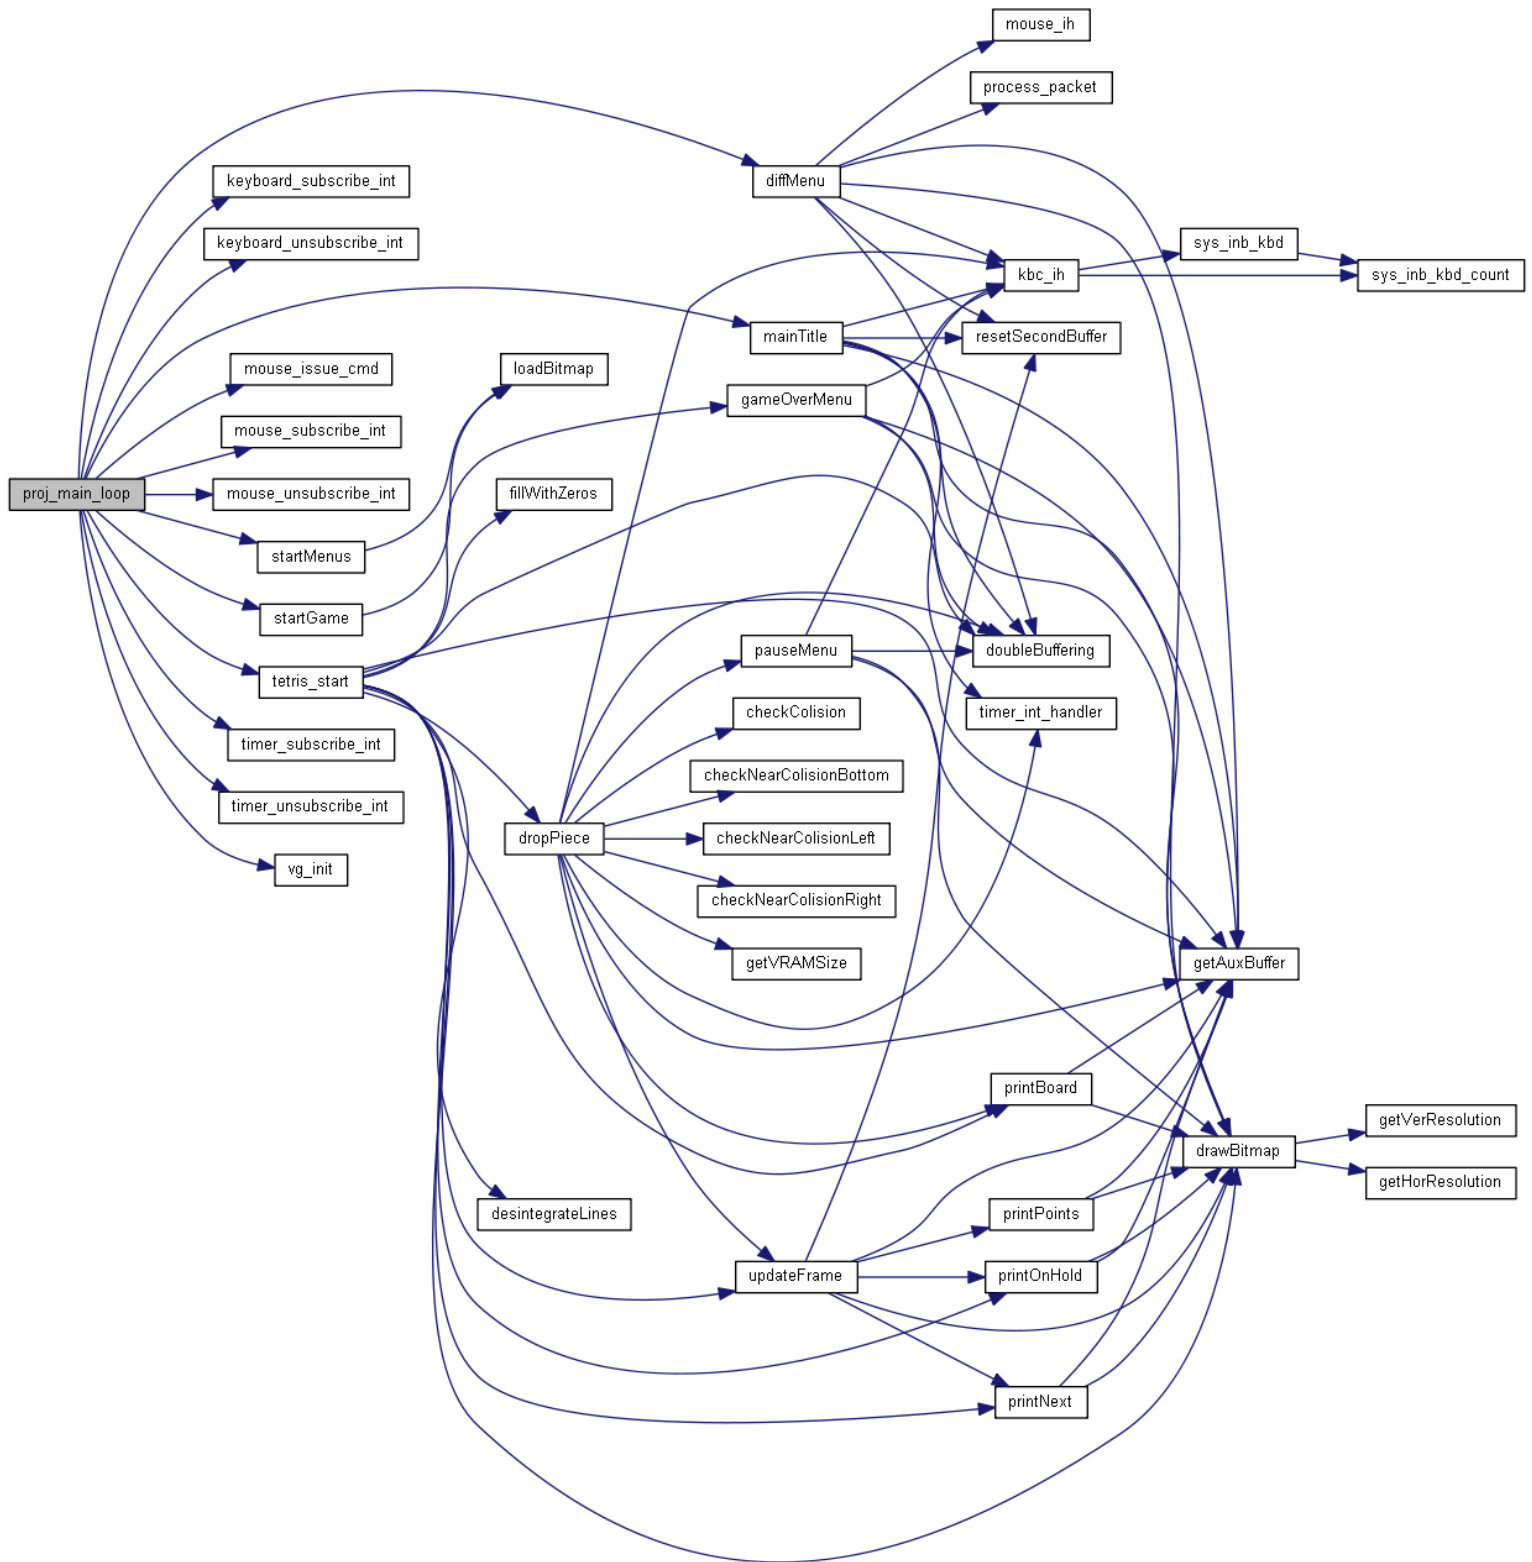 mouse_ih
process_packet
diffMenu
keyboard_subscribe_int
keyboard_unsubscribe_int
sys_inb_kbd
kbc_ih
sys_inb_kbd_count
mainTitle
resetSecondBuffer
mouse_issue_cmd
loadBitmap
gameOverMenu
mouse_subscribe_int
proj_main_loop
mouse_unsubscribe_int
fillWithZeros
startMenus
startGame
pauseMenu
doubleBuffering
tetris_start
checkColision
timer_int_handler
timer_subscribe_int
checkNearColisionBottom
timer_unsubscribe_int
dropPiece
checkNearColisionLeft
vg_init
checkNearColisionRight
getVRAMSize
getAuxBuffer
printBoard
getVerResolution
drawBitmap
getHorResolution
desintegrateLines
printPoints
updateFrame
printOnHold
printNext